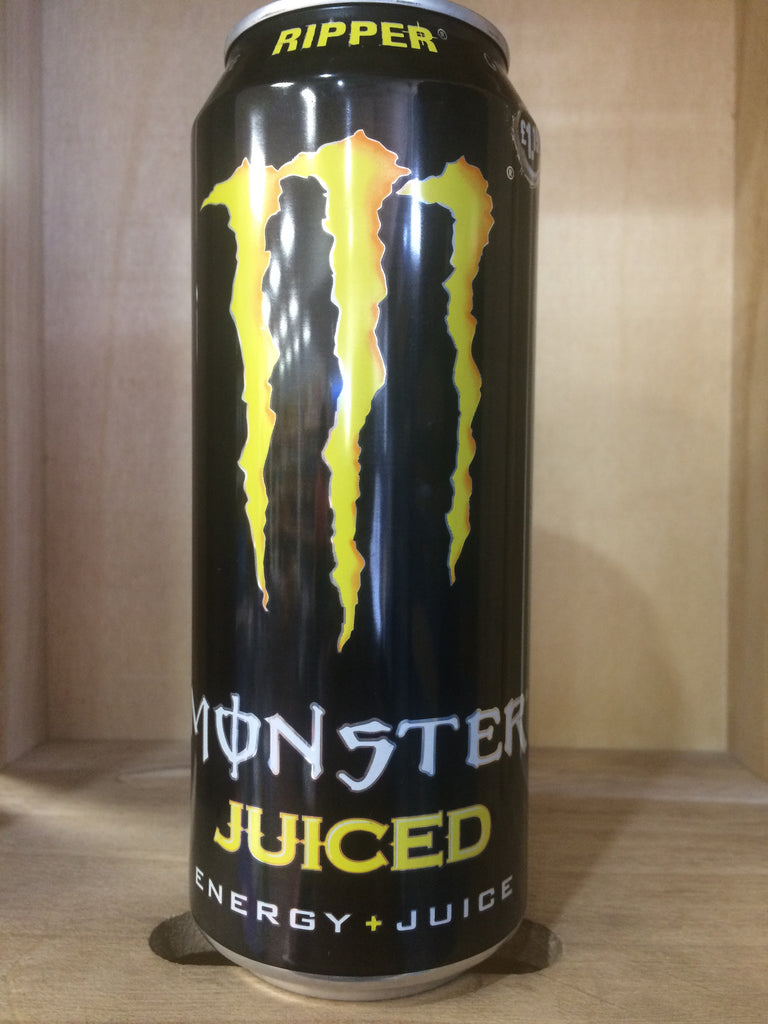 RIPPER®
®
MONSTER
JUICED
ENERGY + JUICE